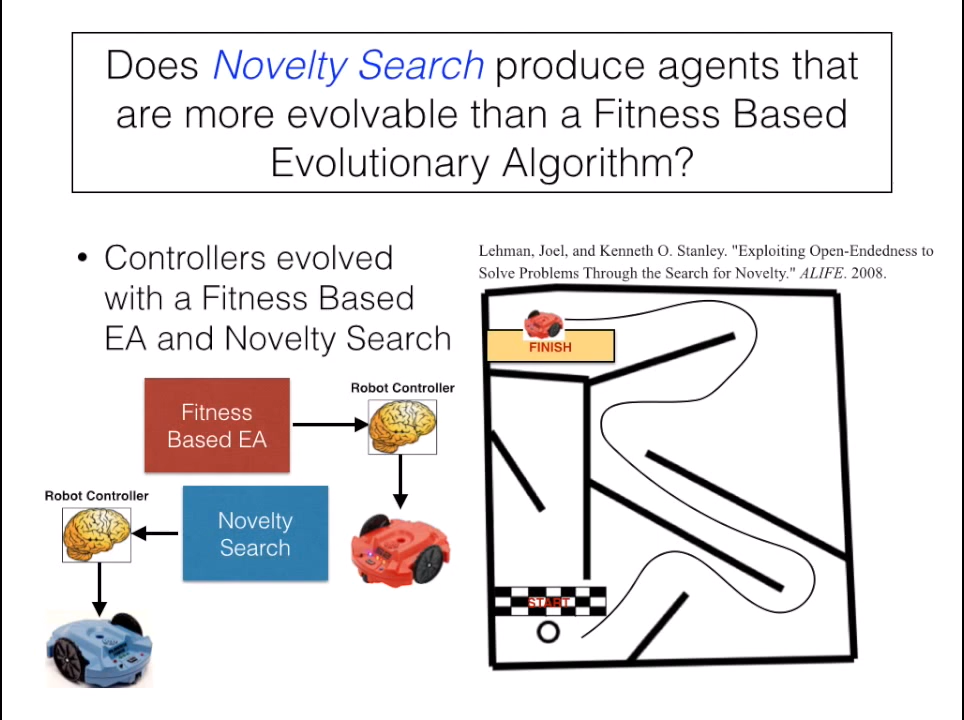 Does Novelty Search produce agents that
are more evolvable than a Fitness Based
Evolutionary Algorithm?
• Controllers evolved
with a Fitness Based
EA and Novelty Search
Lehman, Joel, and Kenneth O. Stanley. "Exploiting Open-Endedness to
Solve Problems Through the Search for Novelty." ALIFE. 2008.
FINISH
Robot Controller
Fitness
Based EA
Robot Controller
Novelty
Search
START